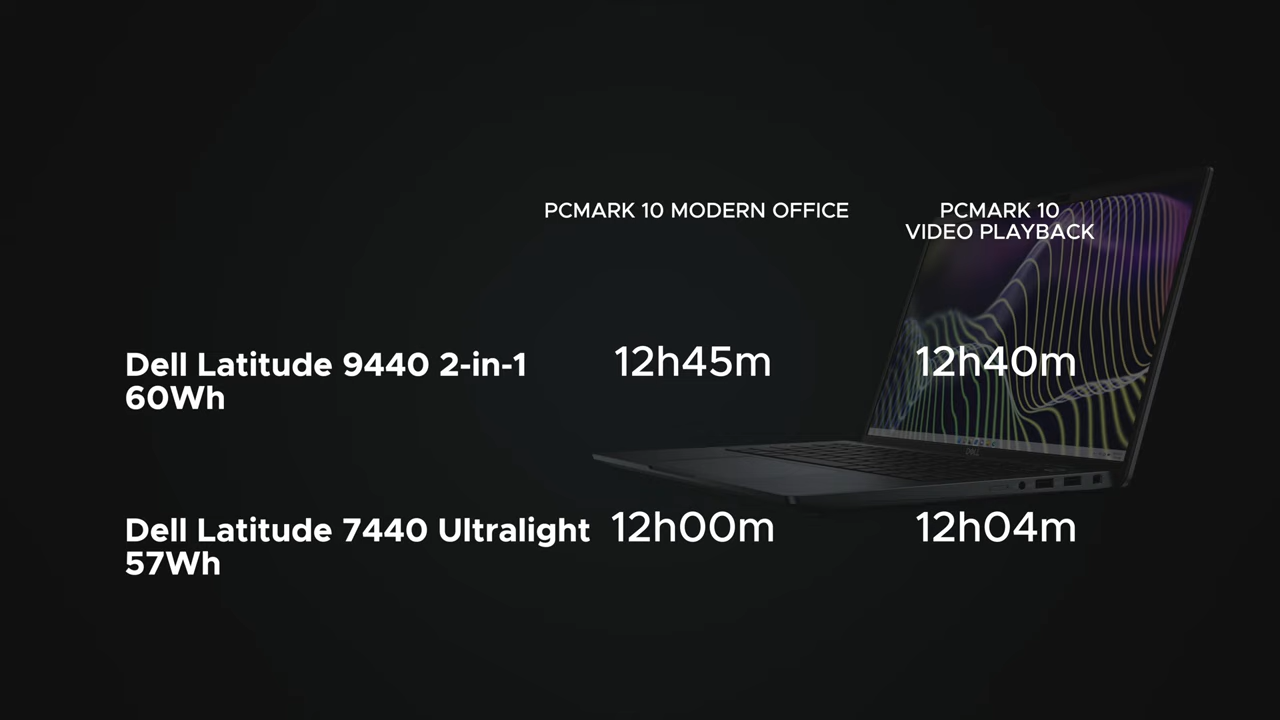 PCMARK 10 MODERN OFFICE
PCMARK 10
VIDEO PLAYBACK
Dell Latitude 9440 2-in-1 12h45m 12h40m
60Wh
Dell Latitude 7440 Ultralight 12h00m 12h04m
57Wh
DELL